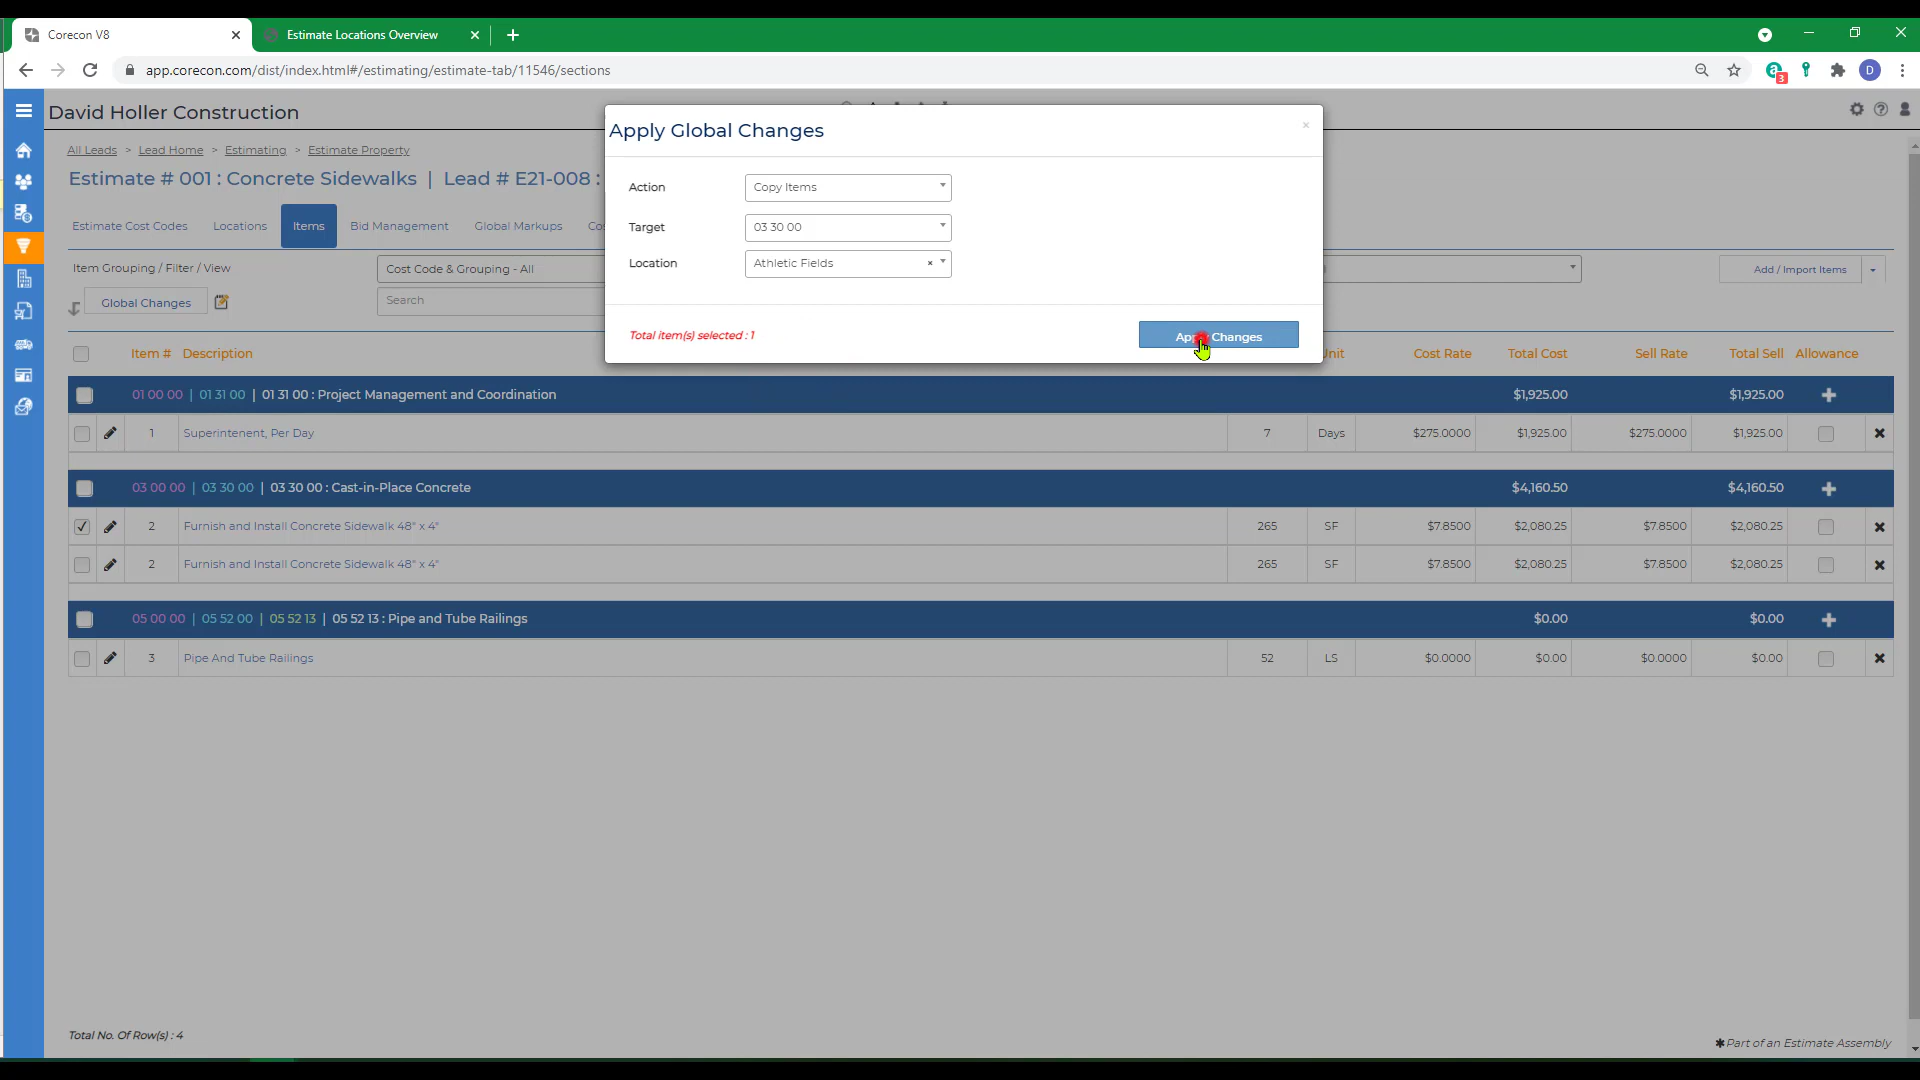 Corecon V8
Estimate Locations Overview
app.corecon.com/dist/index.html#/estimating/estimate-tab/11546/sections
3
D
David Holler Construction
All Leads > Lead Home > Estimating > Estimate Property
Estimate # 001 : Concrete Sidewalks | Lead # E21-008 :
Estimate Cost Codes Locations Items Bid Management Global Markups Co
Item Grouping / Filter / View Cost Code & Grouping - All Add / Import Items
Global Changes Search
Apply Global Changes
Action Copy Items
Target 03 30 00
Location Athletic Fields
Total item(s) selected : 1 Apply Changes
Item # Description Unit Cost Rate Total Cost Sell Rate Total Sell Allowance
01 00 00 | 01 31 00 | 01 31 00 : Project Management and Coordination $1,925.00 $1,925.00
1 Superintenent, Per Day 7 Days $275.0000 $1,925.00 $275.0000 $1,925.00
03 00 00 | 03 30 00 | 03 30 00 : Cast-in-Place Concrete $4,160.50 $4,160.50
2 Furnish and Install Concrete Sidewalk 48" x 4" 265 SF $7.8500 $2,080.25 $7.8500 $2,080.25
2 Furnish and Install Concrete Sidewalk 48" x 4" 265 SF $7.8500 $2,080.25 $7.8500 $2,080.25
05 00 00 | 05 52 00 | 05 52 13 | 05 52 13 : Pipe and Tube Railings $0.00 $0.00
3 Pipe And Tube Railings 52 LS $0.0000 $0.00 $0.0000 $0.00
Total No. Of Row(s) : 4
✱Part of an Estimate Assembly